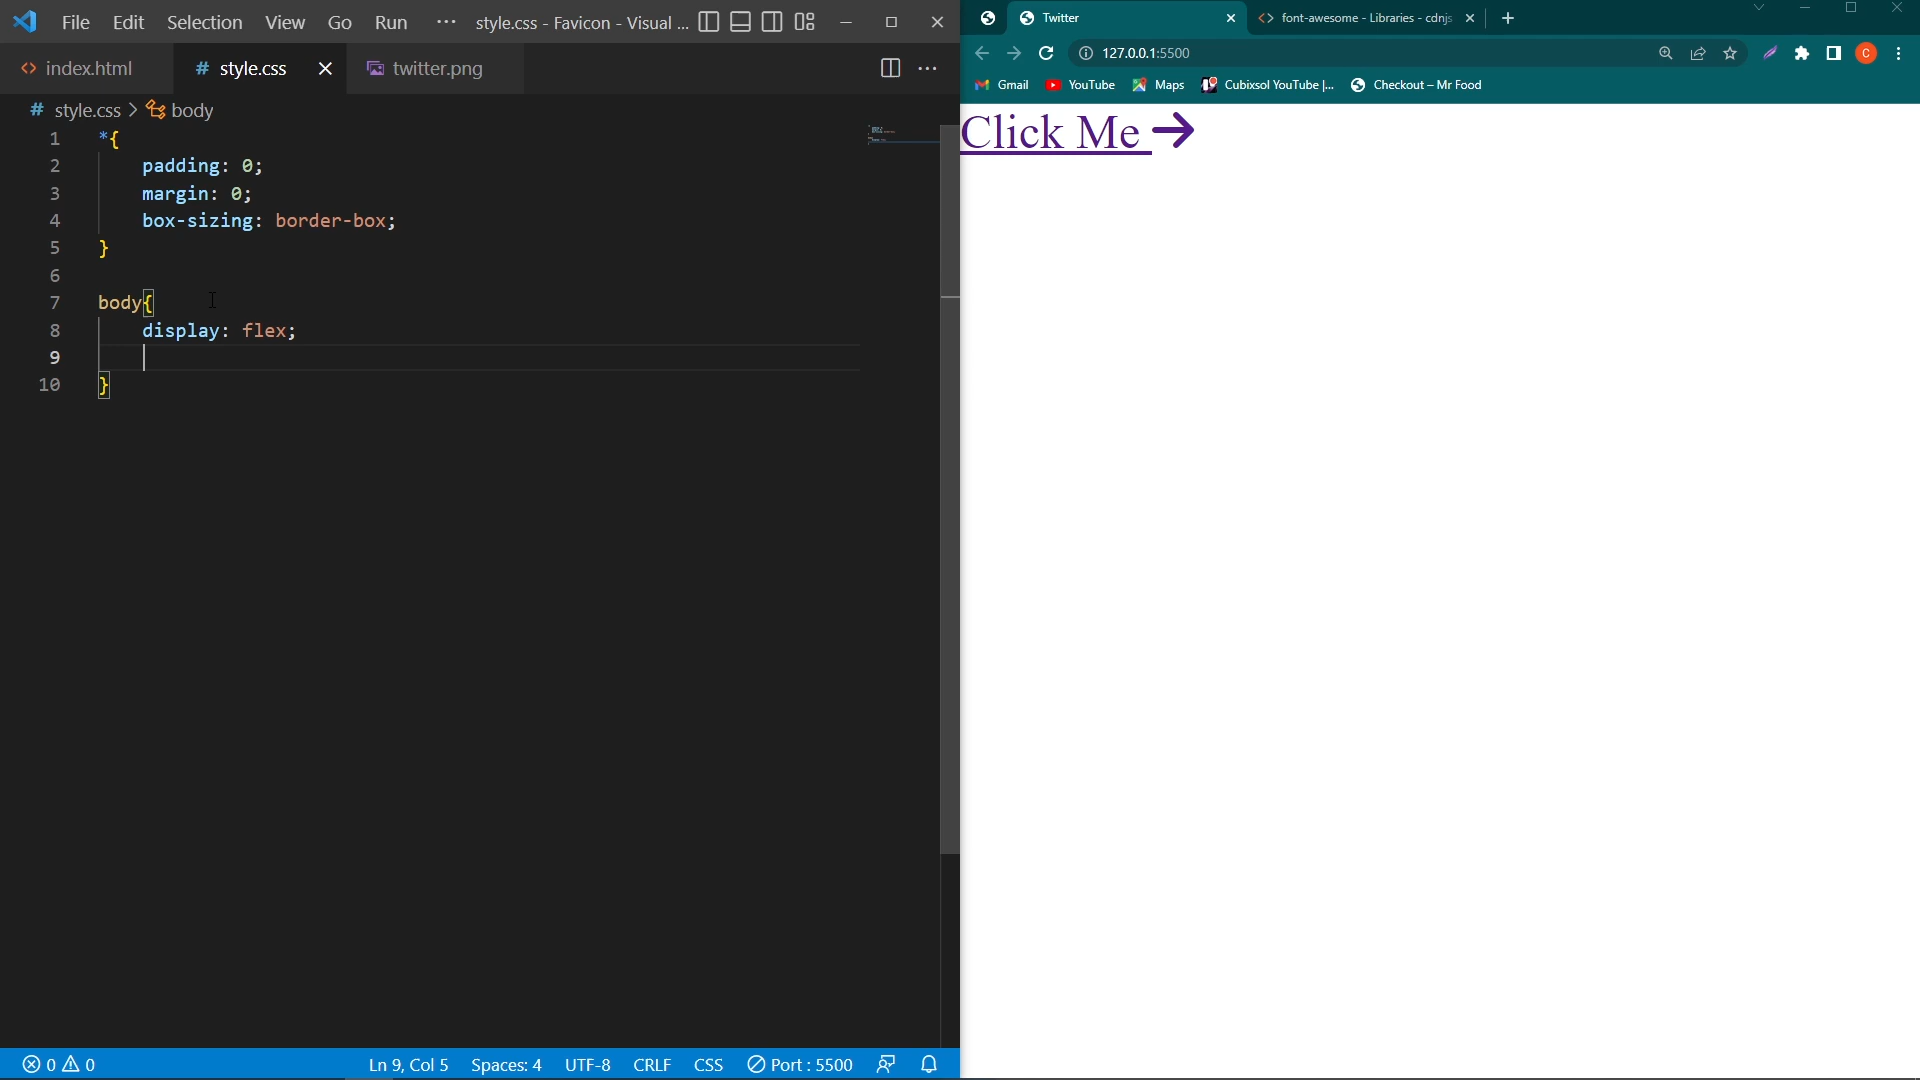 File Edit Selection View Go Run ··· style.css - Favicon - Visual ...
<> index.html # style.css twitter.png
# style.css > body
1 *{
2 padding: 0;
3 margin: 0;
4 box-sizing: border-box;
5 }
6
7 body{
8 display: flex;
9
10 }
0 0 Ln 9, Col 5 Spaces: 4 UTF-8 CRLF CSS Port : 5500
Twitter <> font-awesome - Libraries - cdnjs
127.0.0.1:5500 C
Gmail YouTube Maps Cubixsol YouTube |... Checkout – Mr Food
Click Me →